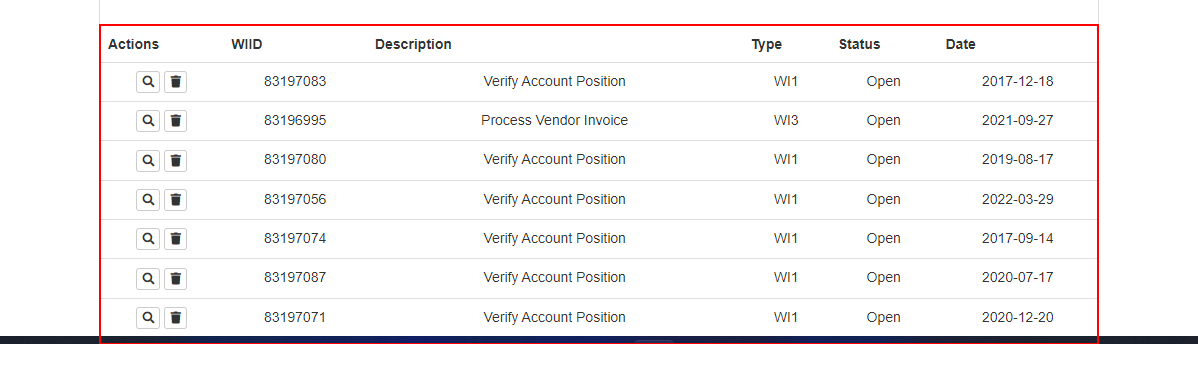 Actions WIID Description Type Status Date
83197083 Verify Account Position WI1 Open 2017-12-18
83196995 Process Vendor Invoice WI3 Open 2021-09-27
83197080 Verify Account Position WI1 Open 2019-08-17
83197056 Verify Account Position WI1 Open 2022-03-29
83197074 Verify Account Position WI1 Open 2017-09-14
83197087 Verify Account Position WI1 Open 2020-07-17
83197071 Verify Account Position WI1 Open 2020-12-20